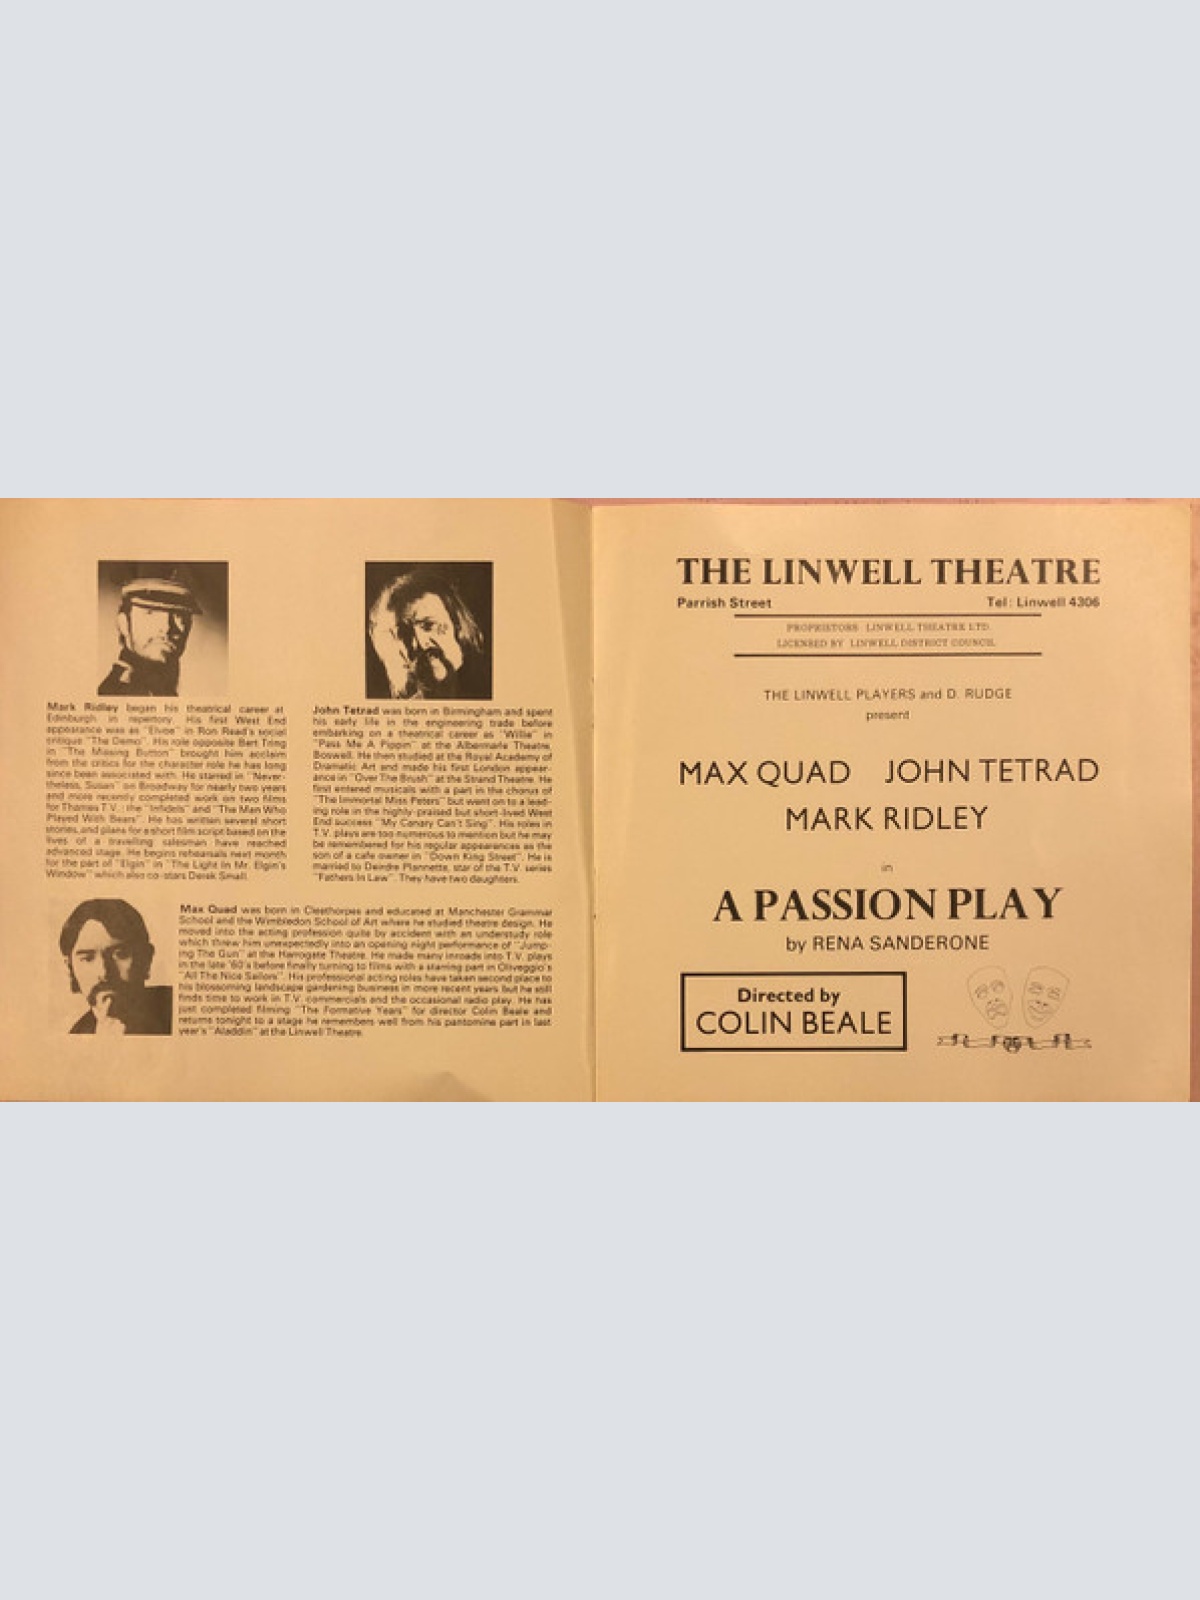 Mark Ridley began his theatrical career at
Edinburgh in repertory. His first West End
appearance was as "Elvoe" in Ron Read's social
critique "The Demo". His role opposite Bert Tring
in "The Missing Button" brought him acclaim
from the critics for the character role he has long
since been associated with. He starred in "Never-
theless, Susan" on Broadway for nearly two years
and more recently completed work on two films
for Thames T.V.: the "Infidels" and "The Man Who
Played With Bears". He has written several short
stories, and plans for a short film script based on the
lives of a travelling salesman have reached
advanced stage. He begins rehearsals next month
for the part of "Elgin" in "The Light In Mr. Elgin's
Window" which also co-stars Derek Small.
John Tetrad was born in Birmingham and spent
his early life in the engineering trade before
embarking on a theatrical career as "Willie" in
"Pass Me A Pippin" at the Albermarle Theatre,
Boswell. He then studied at the Royal Academy of
Dramatic Art and made his first London appear-
ance in "Over The Brush" at the Strand Theatre. He
first entered musicals with a part in the chorus of
"The Immortal Miss Peters" but went on to a lead-
ing role in the highly-praised but short-lived West
End success "My Canary Can't Sing". His roles in
T.V. plays are too numerous to mention but he may
be remembered for his regular appearances as the
son of a cafe owner in "Down King Street". He is
married to Deirdre Plannette, star of the T.V. series
"Fathers In Law". They have two daughters.
Max Quad was born in Cleethorpes and educated at Manchester Grammar
School and the Wimbledon School of Art where he studied theatre design. He
moved into the acting profession quite by accident with an understudy role
which threw him unexpectedly into an opening night performance of "Jump-
ing The Gun" at the Harrogate Theatre. He made many inroads into T.V. plays
in the late '60's before finally turning to films with a starring part in Oliveggio's
"All The Nice Sailors". His professional acting roles have taken second place to
his blossoming landscape gardening business in more recent years but he still
finds time to work in T.V. commercials and the occasional radio play. He has
just completed filming "The Formative Years" for director Colin Beale and
returns tonight to a stage he remembers well from his pantomine part in last
year's "Aladdin" at the Linwell Theatre.
THE LINWELL THEATRE
Parrish Street Tel: Linwell 4306
PROPRIETORS LINWELL THEATRE LTD.
LICENSED BY LINWELL DISTRICT COUNCIL
THE LINWELL PLAYERS and D. RUDGE
present
MAX QUAD JOHN TETRAD
MARK RIDLEY
in
A PASSION PLAY
by RENA SANDERONE
Directed by
COLIN BEALE